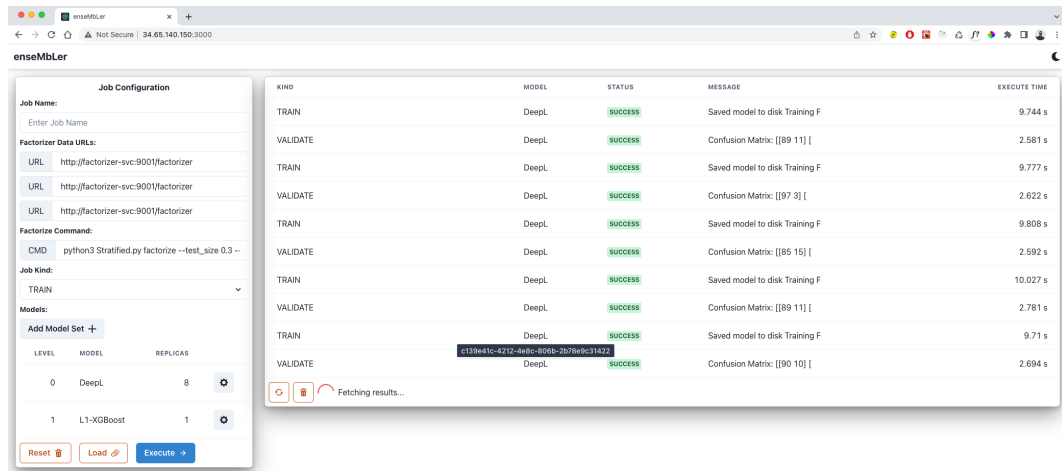 enseMbLer
Not Secure | 34.65.140.150:3000
enseMbLer
Job Configuration
Job Name:
Enter Job Name
Factorizer Data URLs:
URL http://factorizer-svc:9001/factorizer
URL http://factorizer-svc:9001/factorizer
URL http://factorizer-svc:9001/factorizer
Factorize Command:
CMD python3 Stratified.py factorize --test_size 0.3 --
Job Kind:
TRAIN
Models:
Add Model Set +
LEVEL MODEL REPLICAS
0 DeepL 8
1 L1-XGBoost 1
Reset Load Execute →
KIND MODEL STATUS MESSAGE EXECUTE TIME
TRAIN DeepL SUCCESS Saved model to disk Training F 9.744 s
VALIDATE DeepL SUCCESS Confusion Matrix: [[89 11] [ 2.581 s
TRAIN DeepL SUCCESS Saved model to disk Training F 9.777 s
VALIDATE DeepL SUCCESS Confusion Matrix: [[97 3] [ 2.622 s
TRAIN DeepL SUCCESS Saved model to disk Training F 9.808 s
VALIDATE DeepL SUCCESS Confusion Matrix: [[85 15] [ 2.592 s
TRAIN DeepL SUCCESS Saved model to disk Training F 10.027 s
VALIDATE DeepL SUCCESS Confusion Matrix: [[89 11] [ 2.781 s
TRAIN DeepL SUCCESS Saved model to disk Training F 9.71 s
c139e41c-4212-4e8c-806b-2b78e9c31422
VALIDATE DeepL SUCCESS Confusion Matrix: [[90 10] [ 2.694 s
Fetching results...